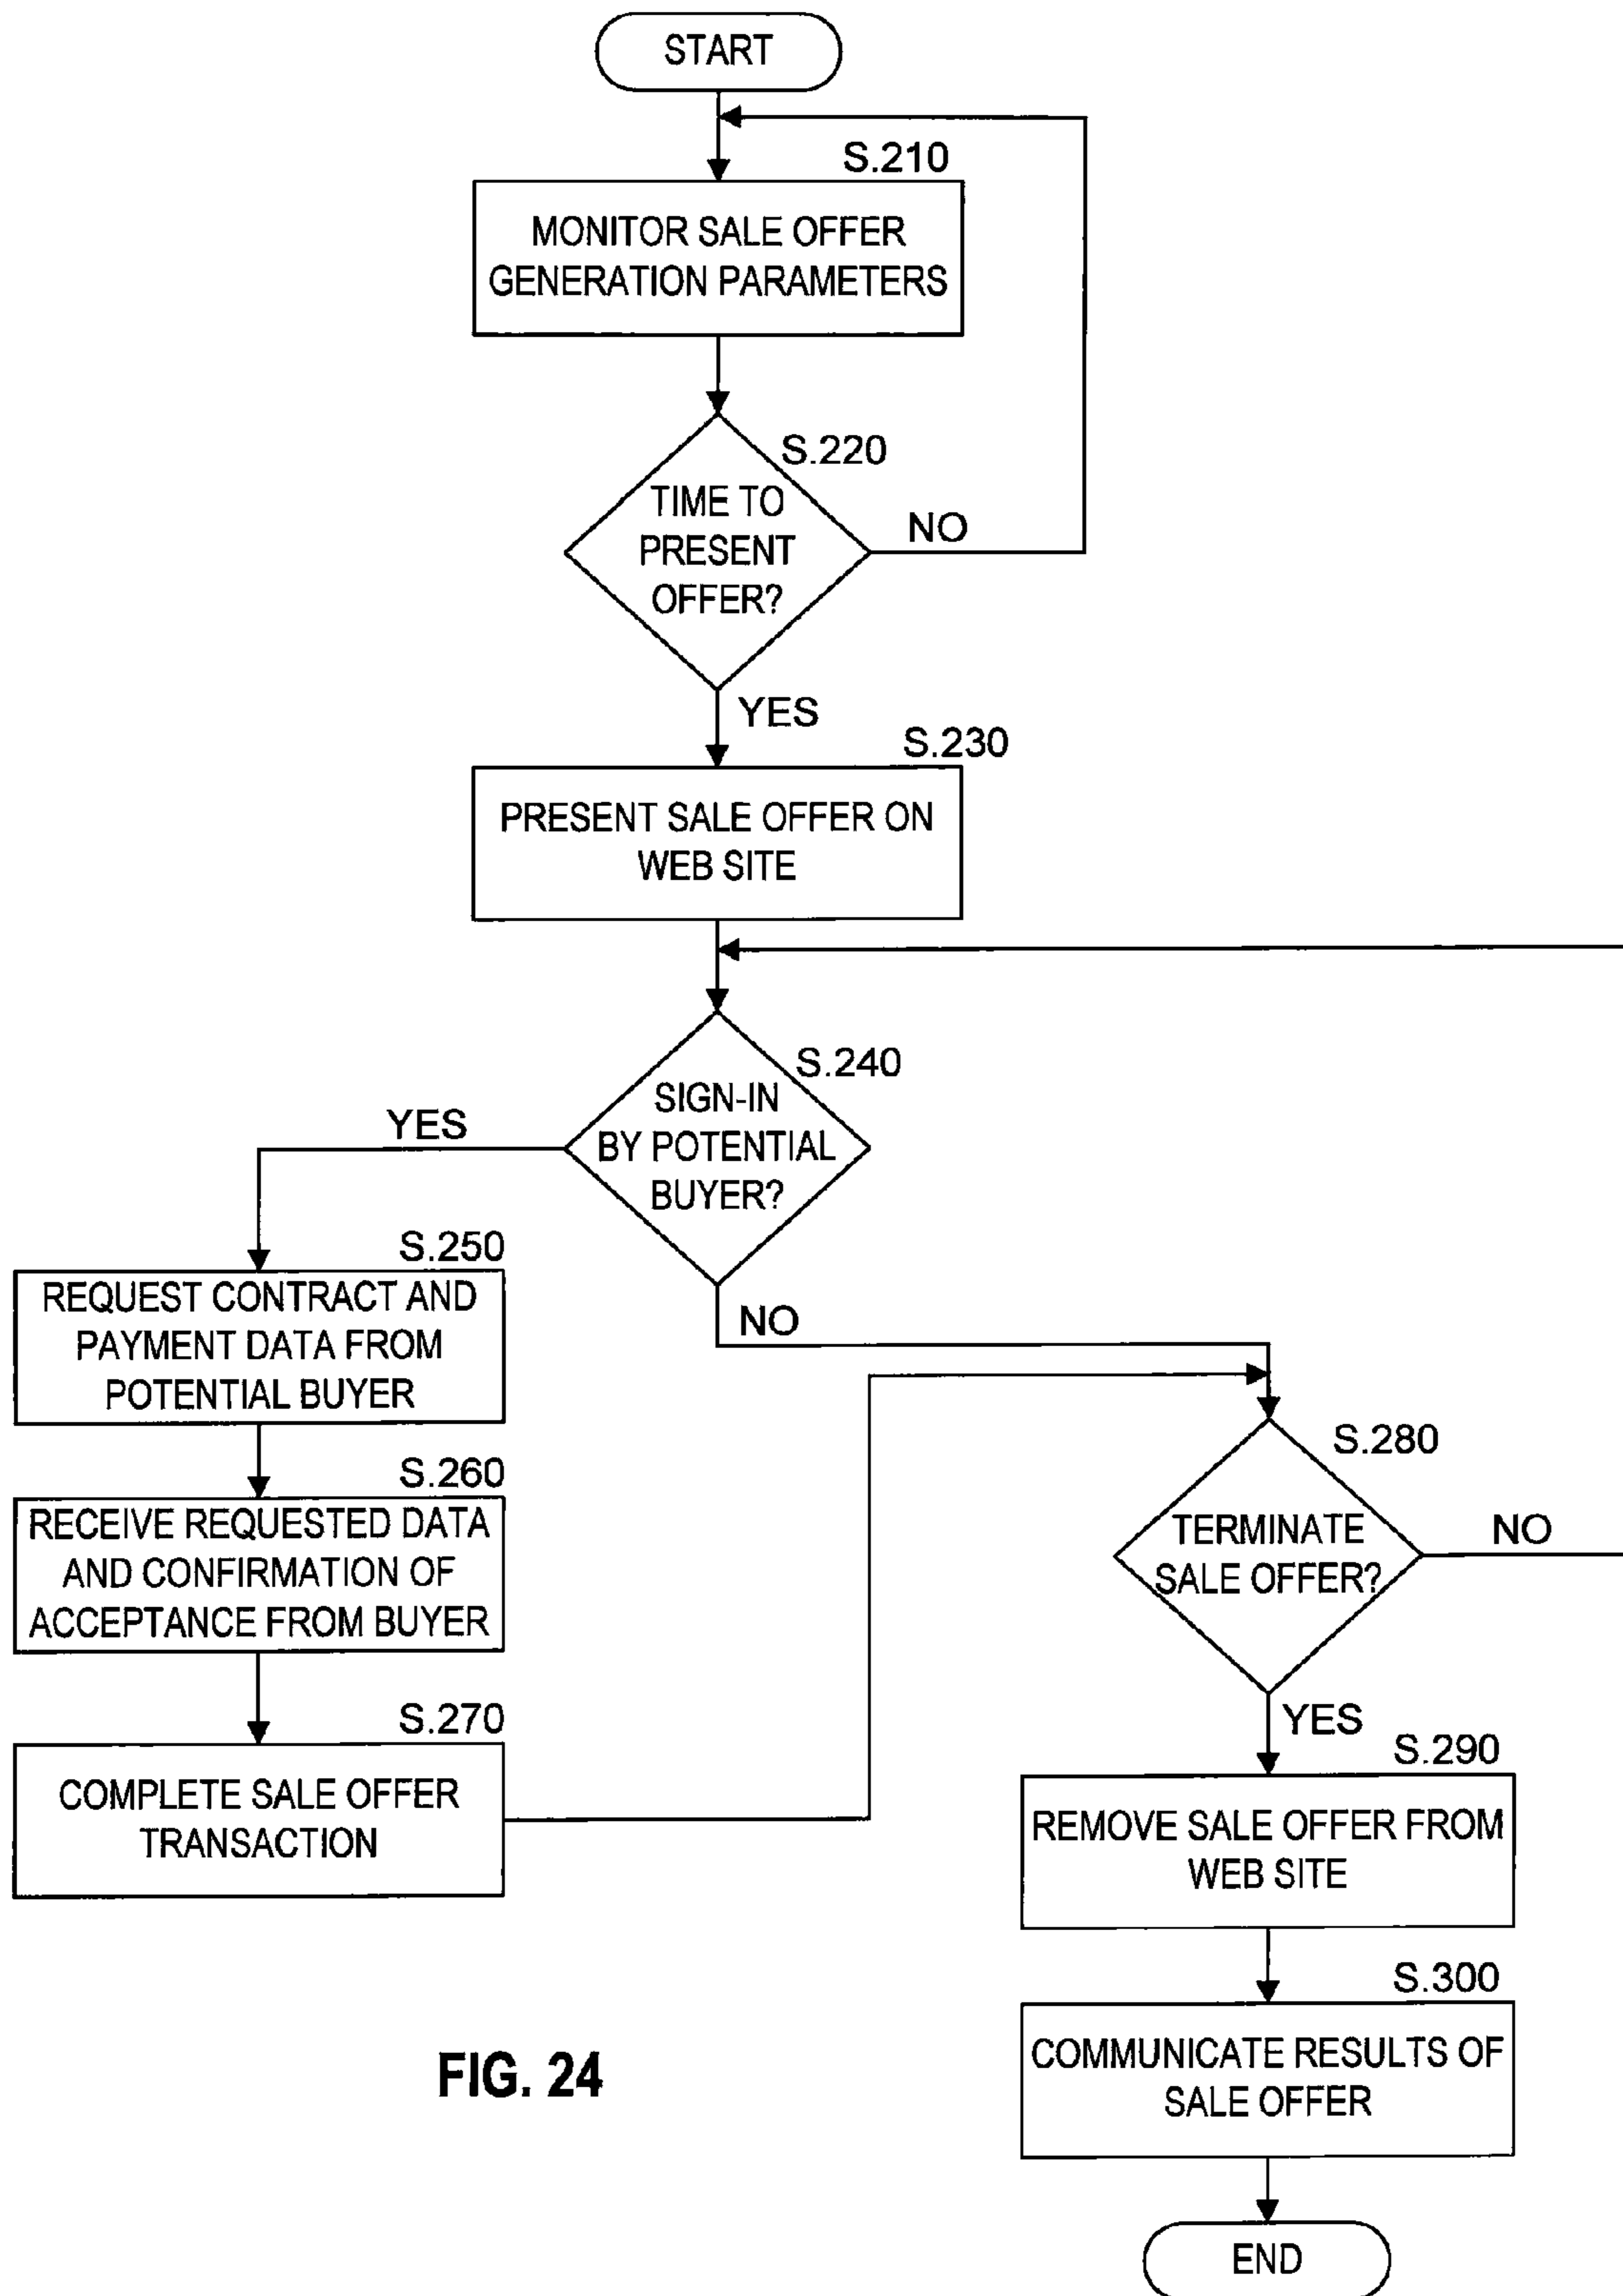 START
S.210
MONITOR SALE OFFER
GENERATION PARAMETERS
S.220
TIME TO
PRESENT
OFFER?
NO
YES
S.230
PRESENT SALE OFFER ON
WEB SITE
S.240
SIGN-IN
BY POTENTIAL
BUYER?
YES
NO
S.250
REQUEST CONTRACT AND
PAYMENT DATA FROM
POTENTIAL BUYER
S.260
RECEIVE REQUESTED DATA
AND CONFIRMATION OF
ACCEPTANCE FROM BUYER
S.270
COMPLETE SALE OFFER
TRANSACTION
S.280
TERMINATE
SALE OFFER?
NO
YES
S.290
REMOVE SALE OFFER FROM
WEB SITE
S.300
COMMUNICATE RESULTS OF
SALE OFFER
END
FIG. 24